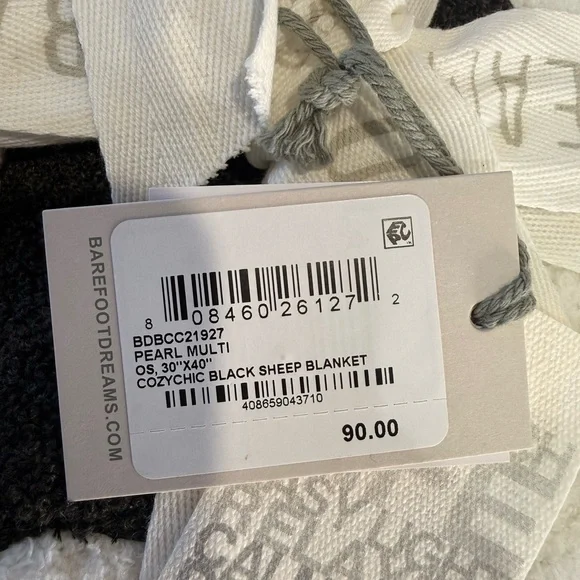 BAREFOOTDREAMS.COM
EPC
8 08460 26127 2
BDBCC21927
PEARL MULTI
OS, 30"X40"
COZYCHIC BLACK SHEEP BLANKET
408659043710
90.00